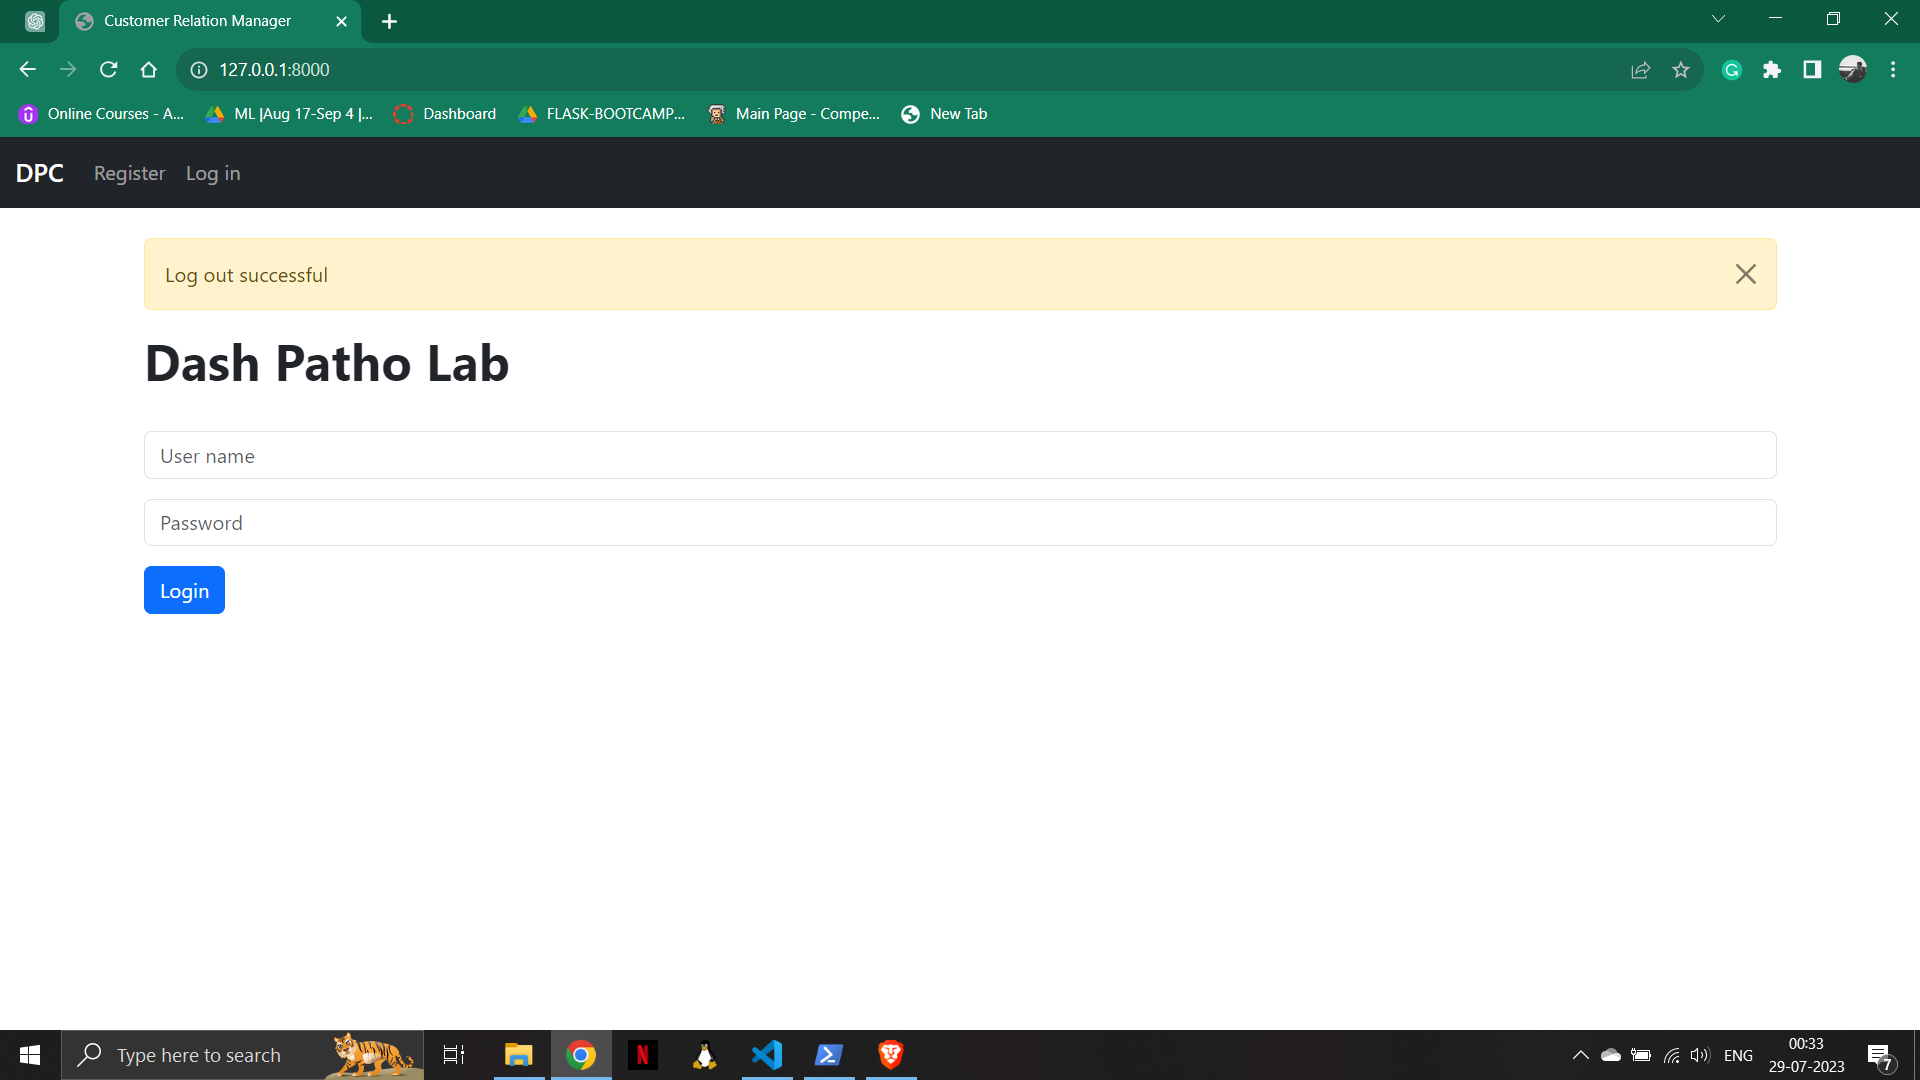 Customer Relation Manager
127.0.0.1:8000
Online Courses - A...
ML |Aug 17-Sep 4 |...
Dashboard
FLASK-BOOTCAMP...
Main Page - Compe...
New Tab
DPC
Register
Log in
Log out successful
Dash Patho Lab
User name
Password
Login
Type here to search
ENG
00:33
29-07-2023
7